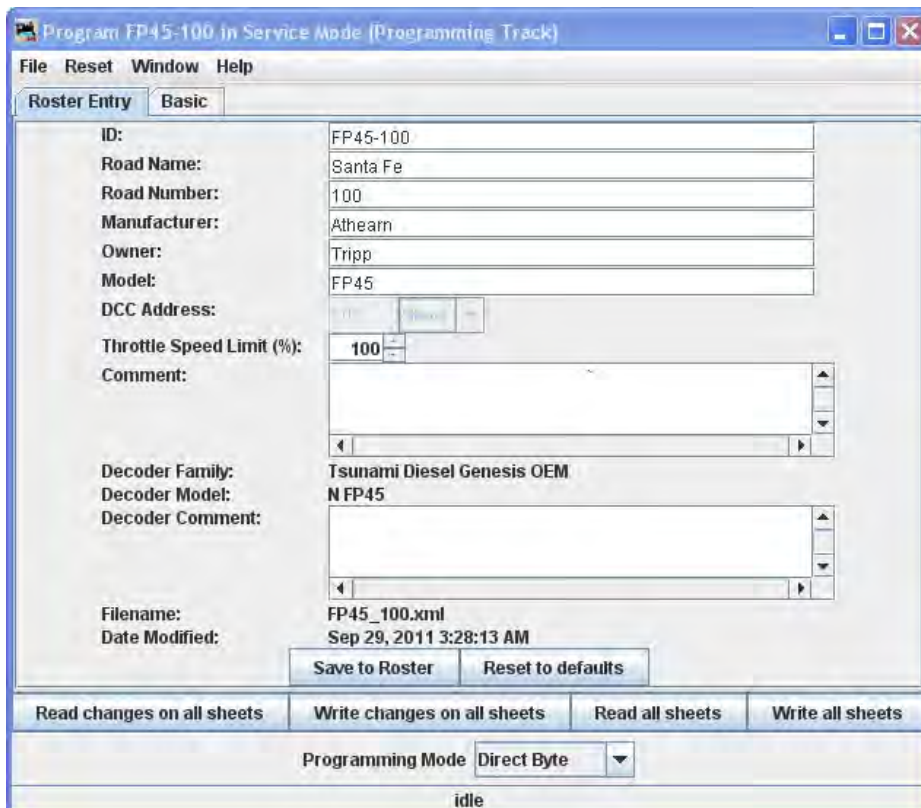 Program FP45-100 in Service Mode (Programming Track)
File Reset Window Help
Roster Entry Basic
ID: FP45-100
Road Name: Santa Fe
Road Number: 100
Manufacturer: Athearn
Owner: Tripp
Model: FP45
DCC Address:
Throttle Speed Limit (%): 100
Comment:
Decoder Family: Tsunami Diesel Genesis OEM
Decoder Model: N FP45
Decoder Comment:
Filename: FP45_100.xml
Date Modified: Sep 29, 2011 3:28:13 AM
Save to Roster Reset to defaults
Read changes on all sheets Write changes on all sheets Read all sheets Write all sheets
Programming Mode Direct Byte
idle